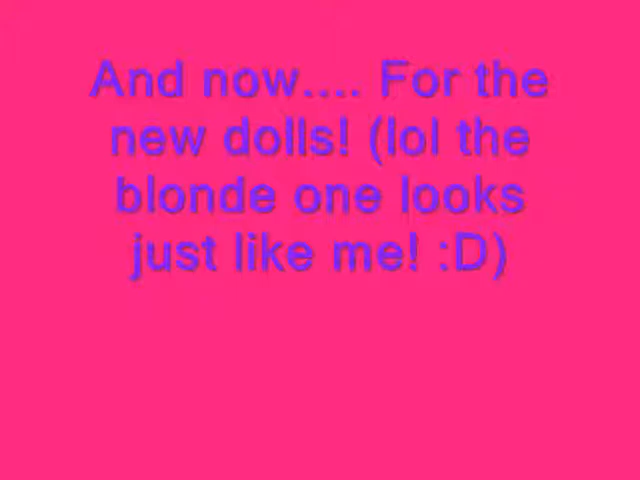 And now.... For the
new dolls! (lol the
blonde one looks
just like me! :D)